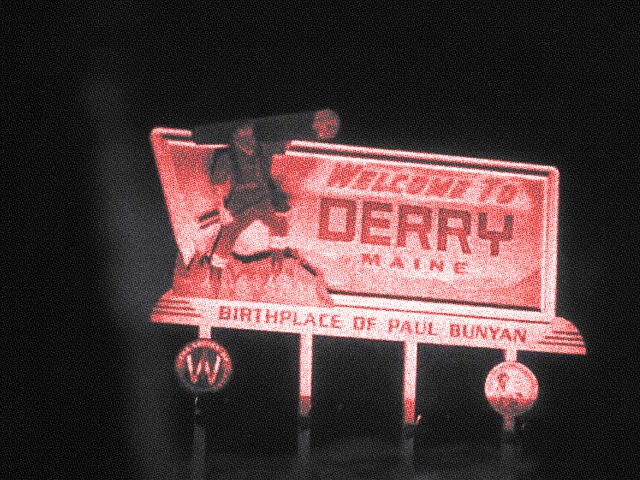 WELCOME TO
DERRY
MAINE
BIRTHPLACE OF PAUL BUNYAN
W